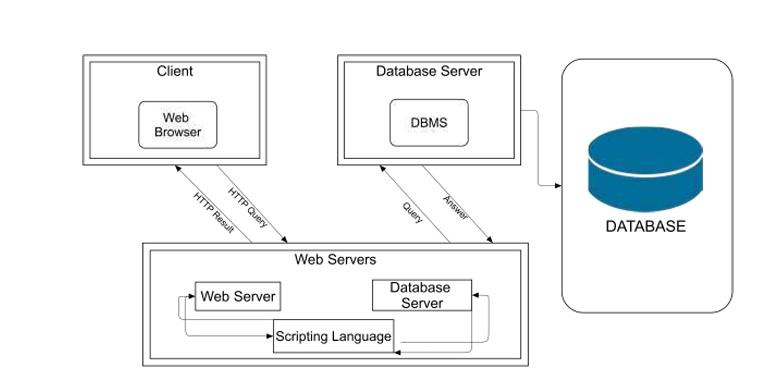 Client
Web
Browser
Database Server
DBMS
DATABASE
HTTP Result
HTTP Query
Query
Answer
Web Servers
Web Server
Database
Server
Scripting Language